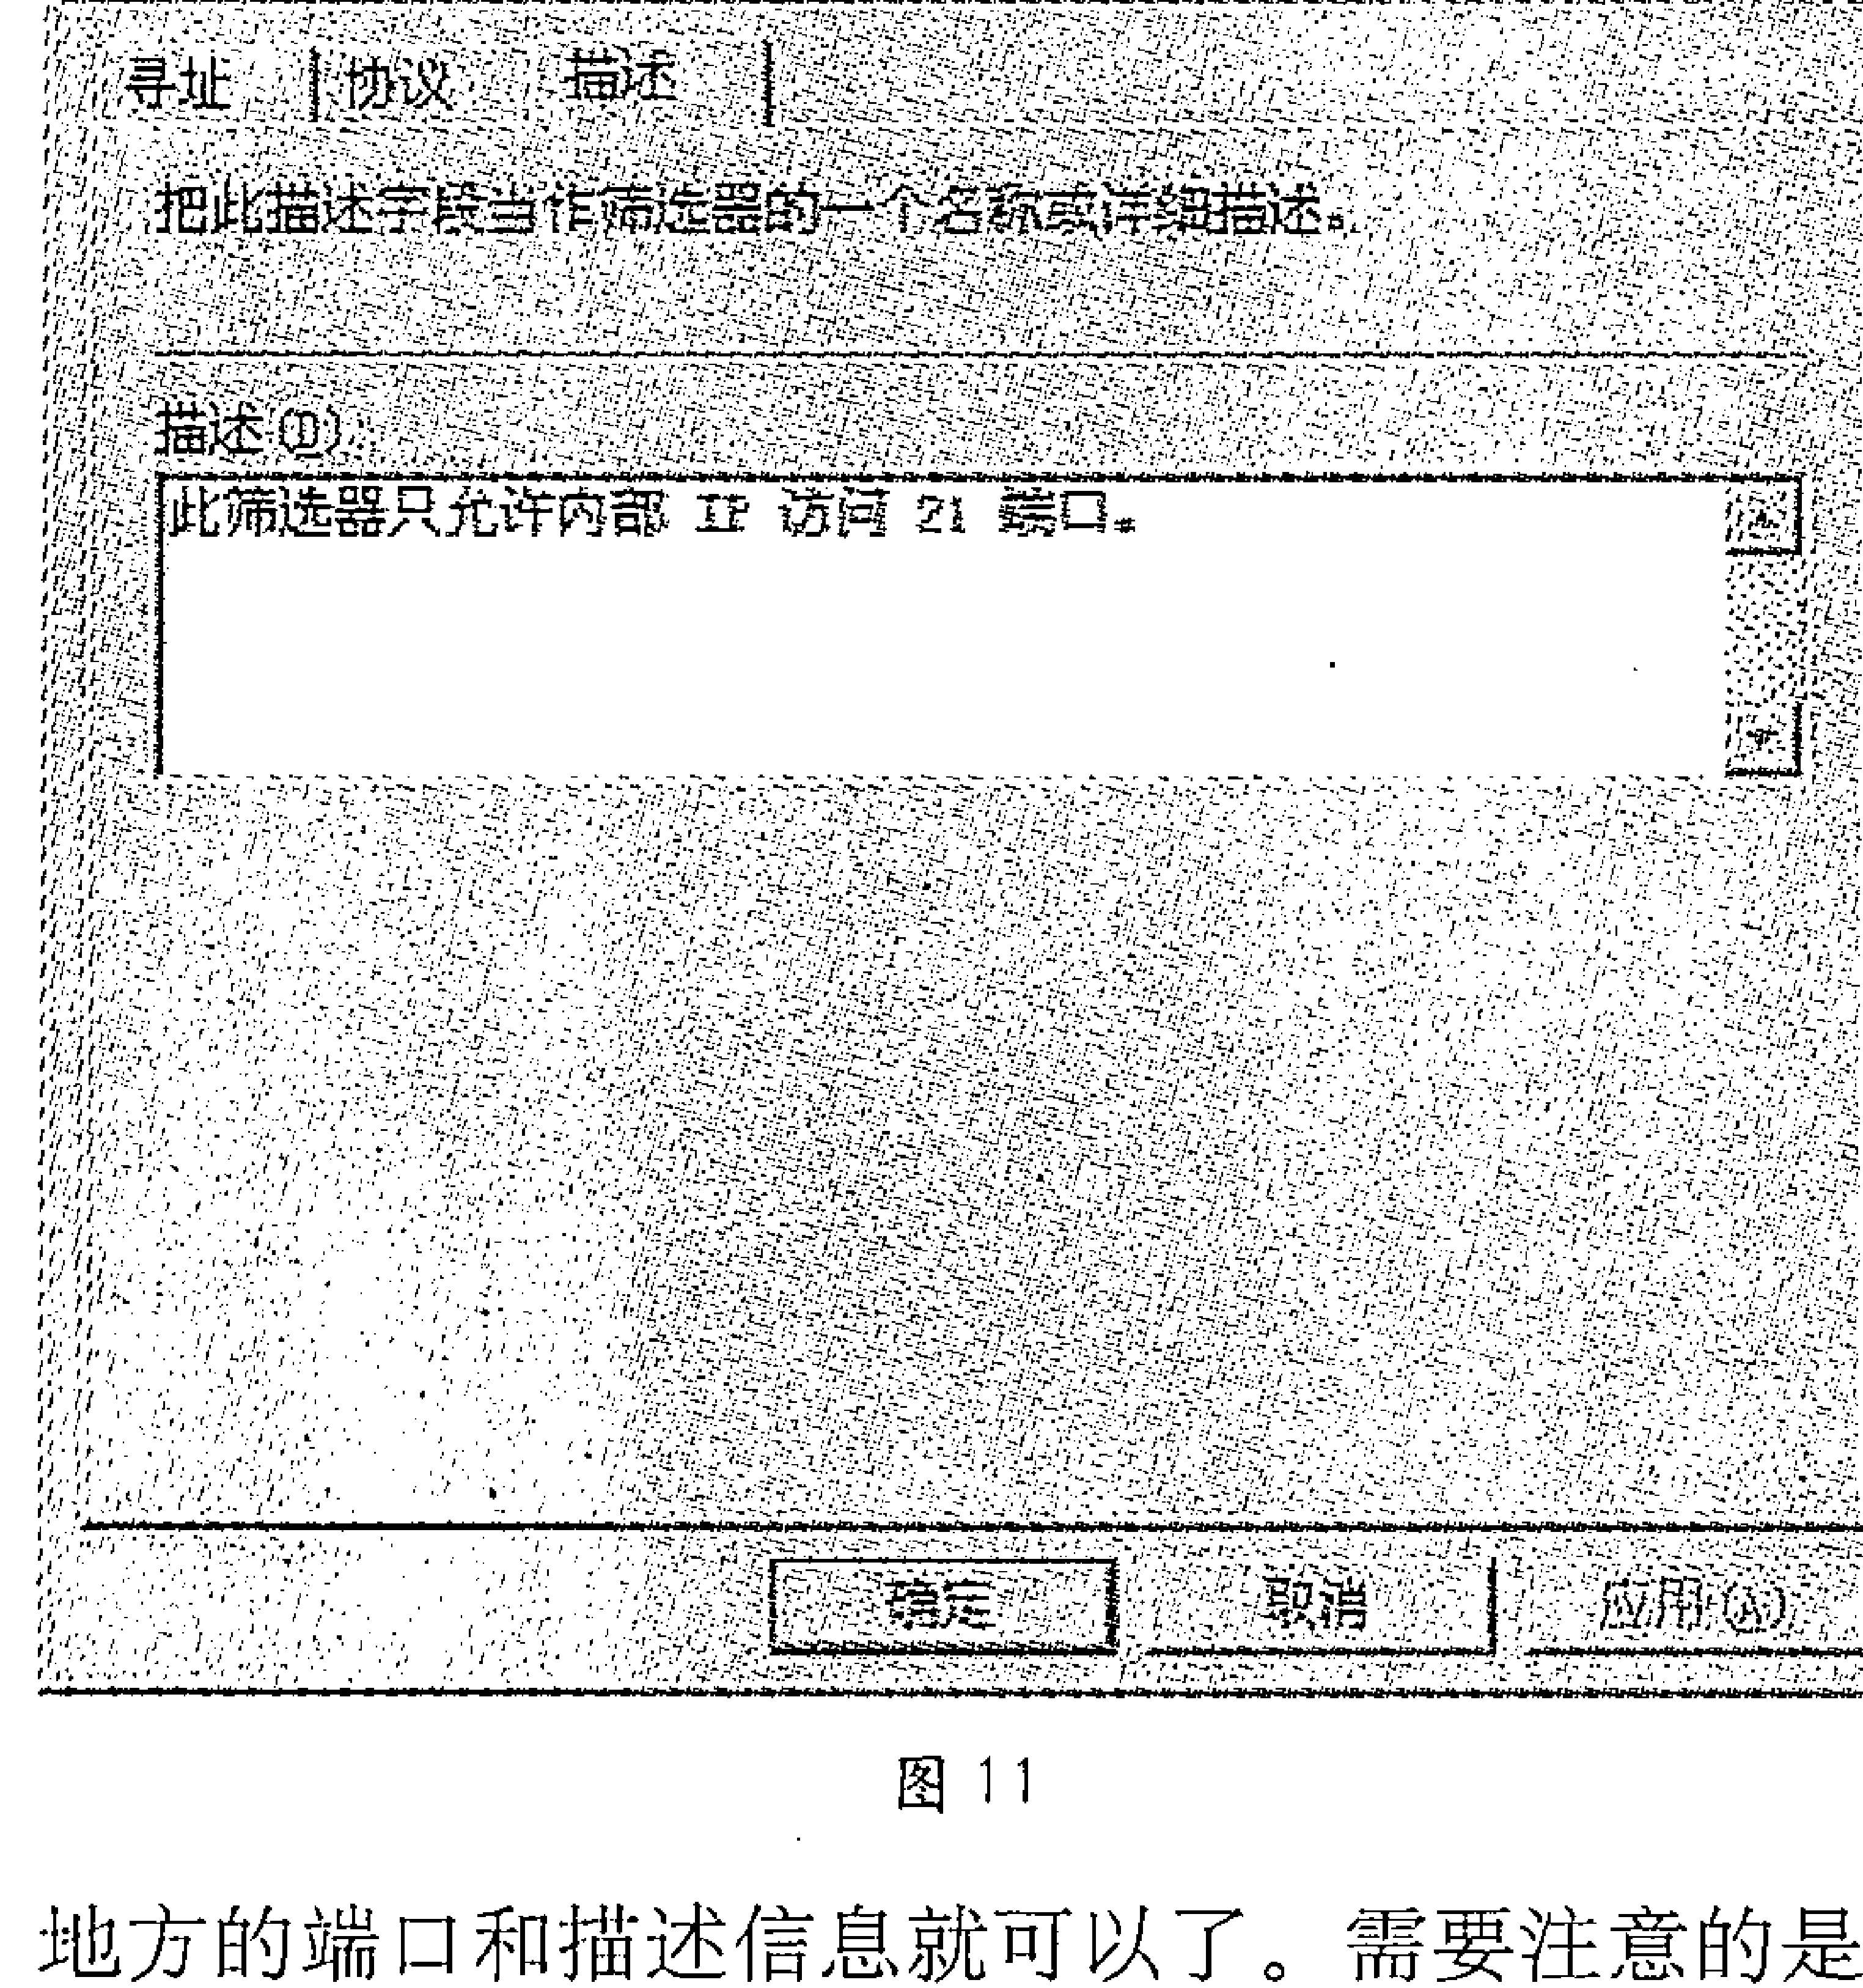 寻址 协议 描述
把此描述字段当作筛选器的一个名称或详细描述。
描述(D)
此筛选器只允许内部 IP 访问 21 端口。
确定 取消 应用(A)
图 11
地方的端口和描述信息就可以了。需要注意的是